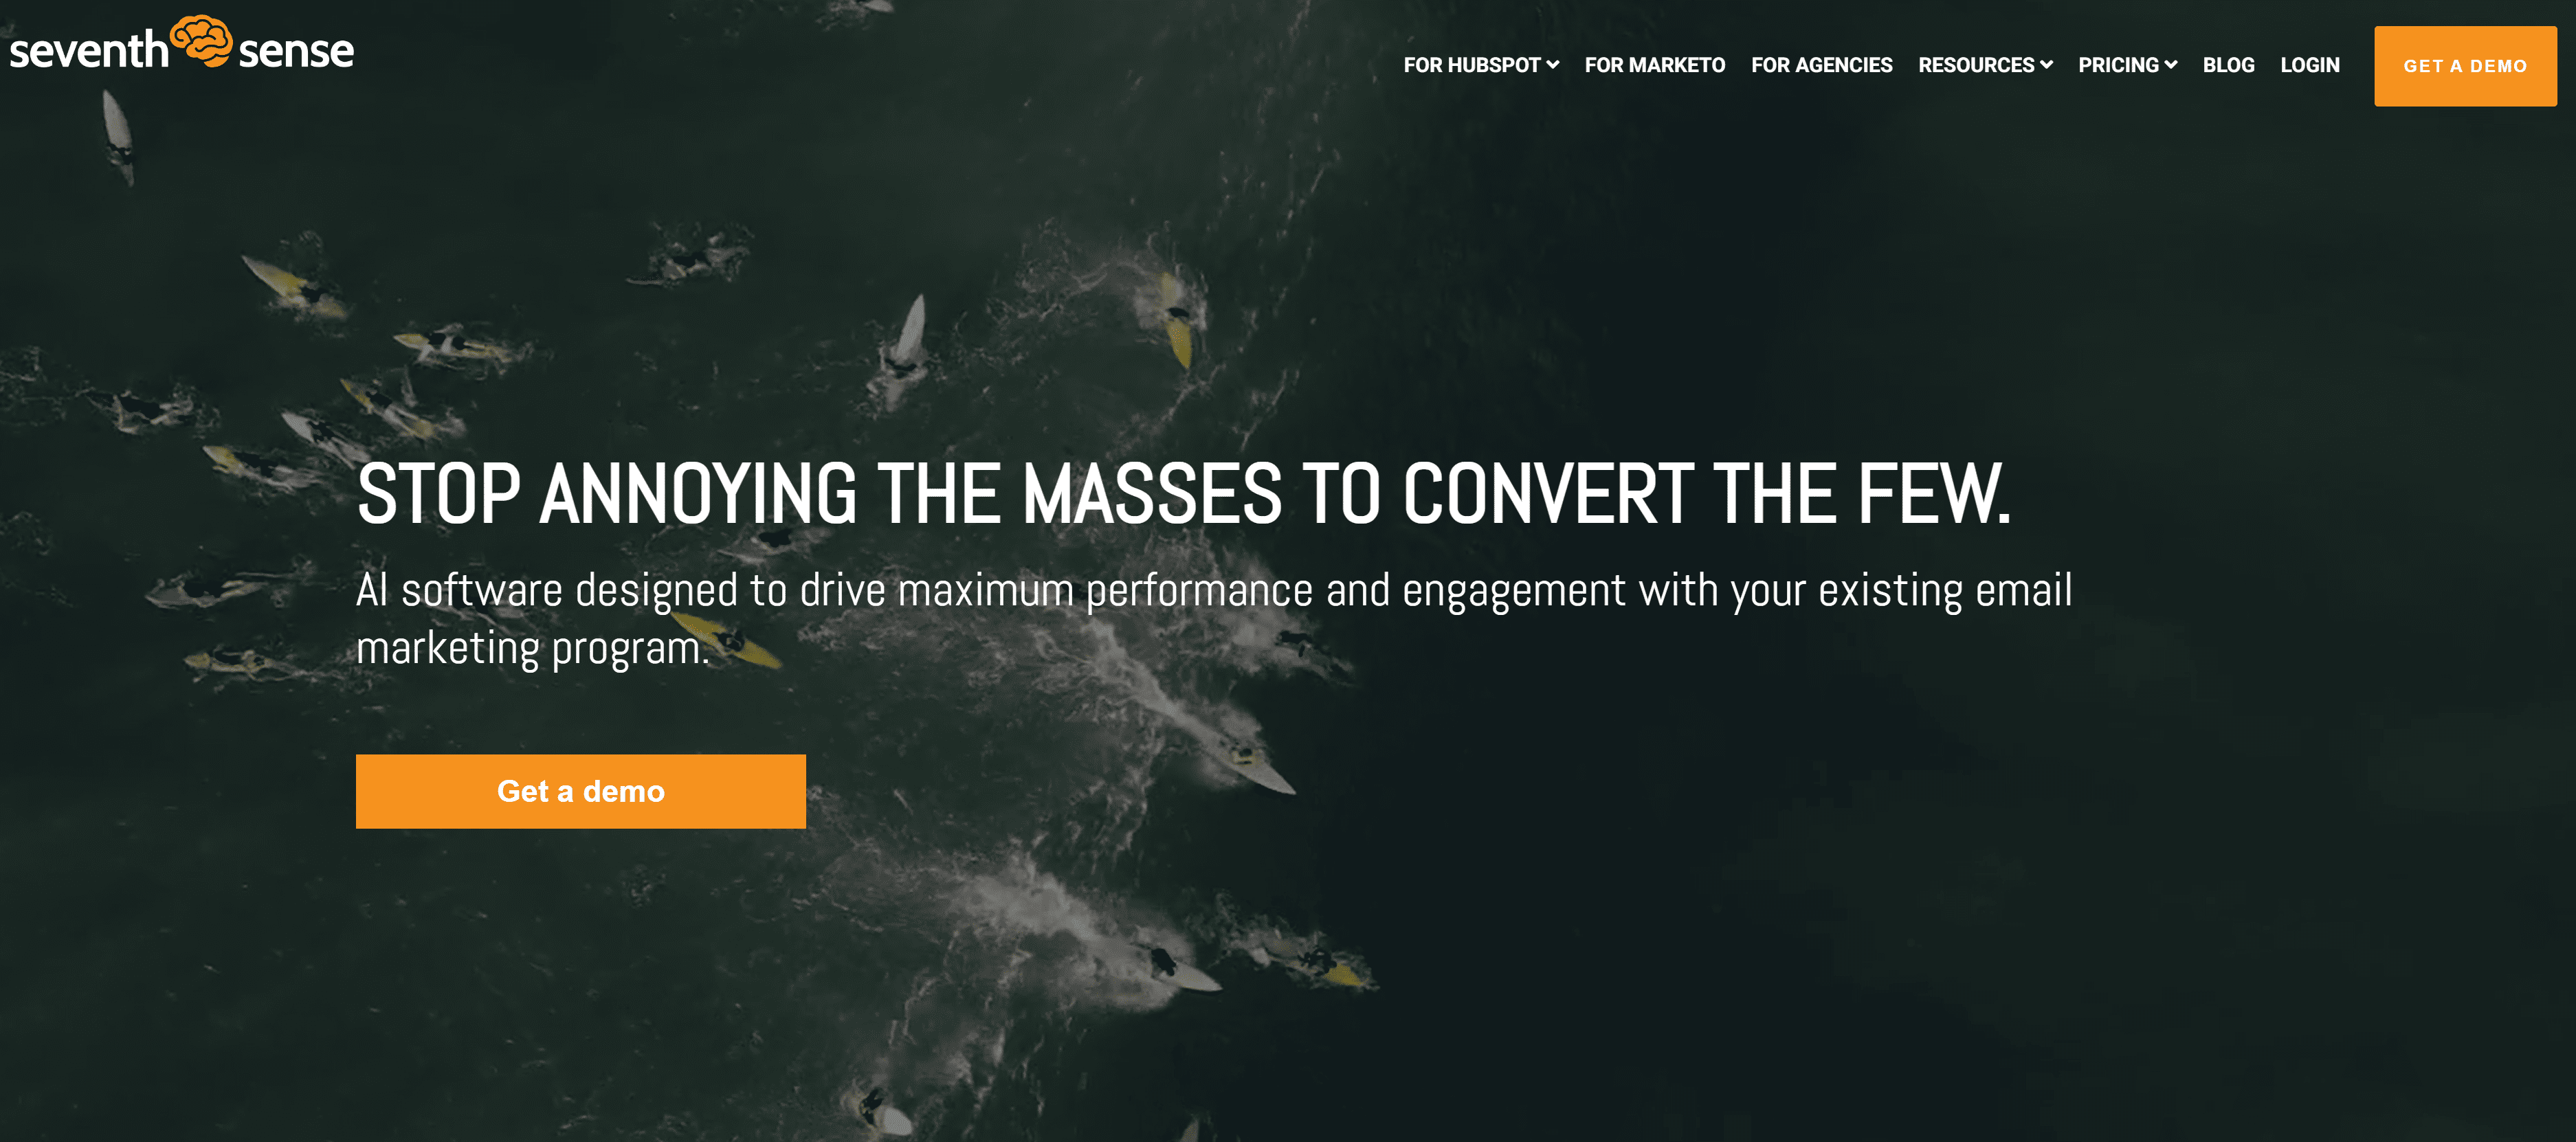 seventh sense
FOR HUBSPOT
FOR MARKETO
FOR AGENCIES
RESOURCES
PRICING
BLOG
LOGIN
GET A DEMO
STOP ANNOYING THE MASSES TO CONVERT THE FEW.
AI software designed to drive maximum performance and engagement with your existing email
marketing program.
Get a demo